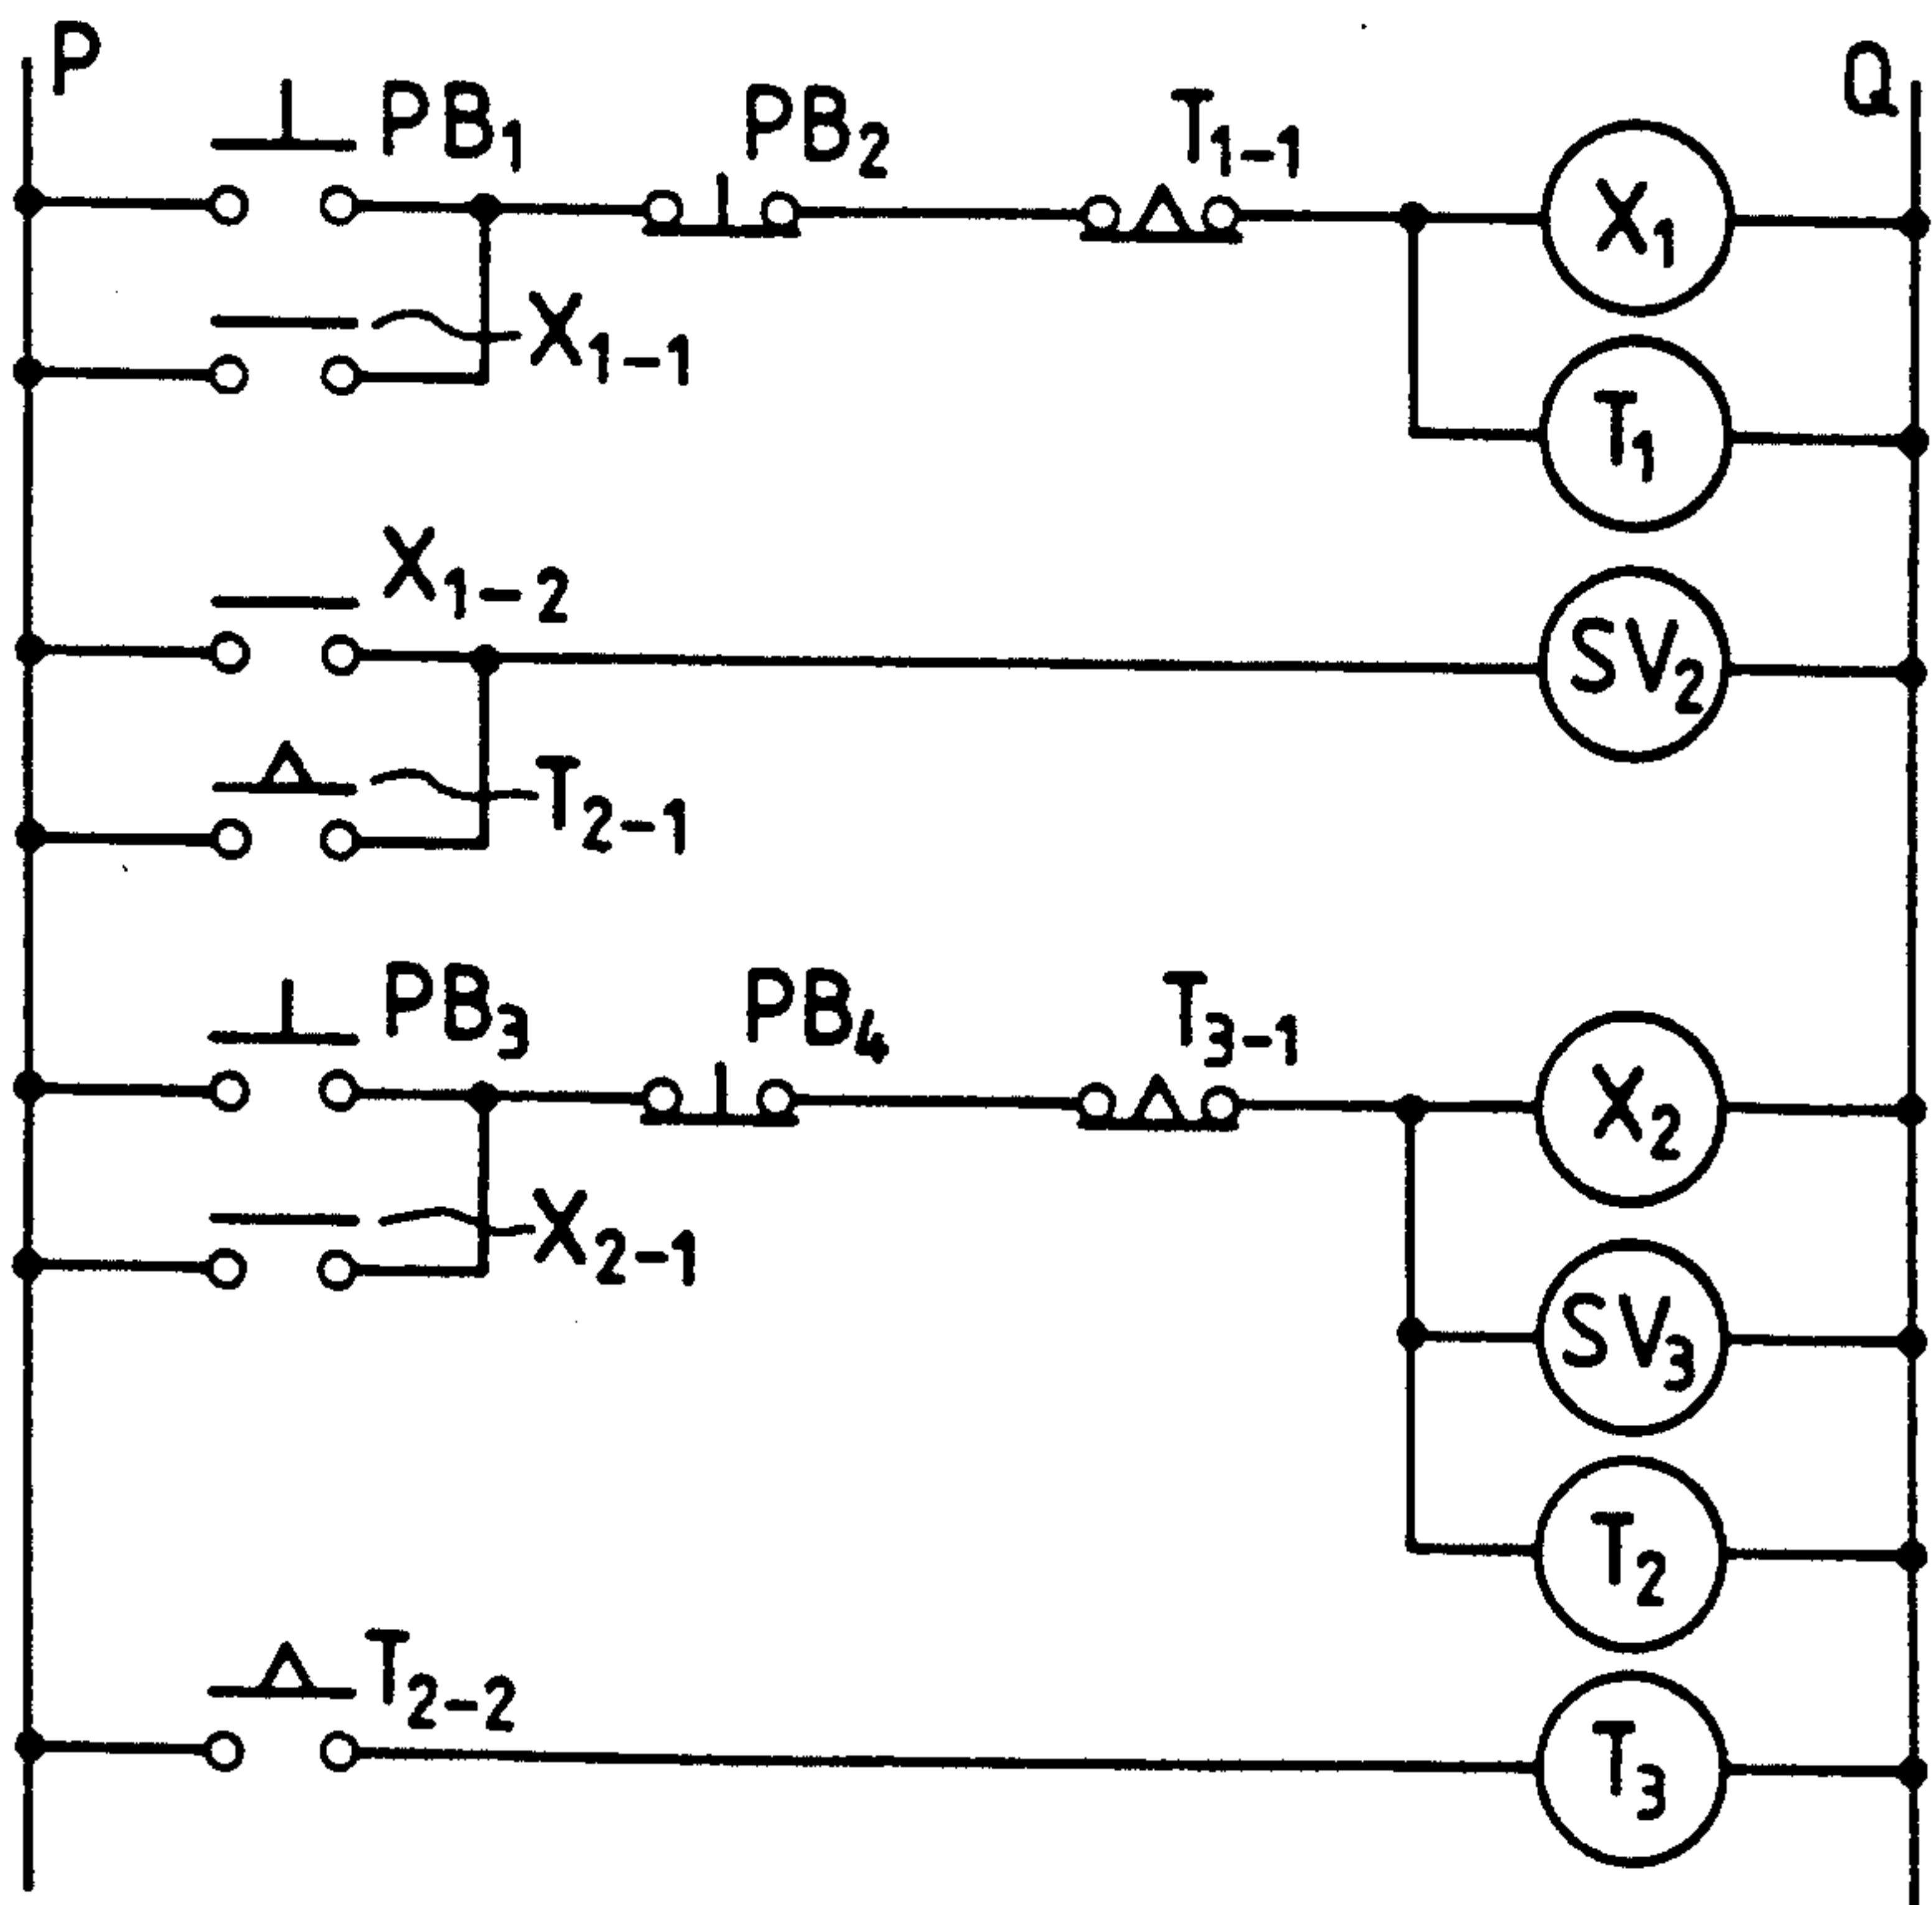 P Q
PB₁ PB₂ T₁₋₁ X₁
X₁₋₁
T₁
X₁₋₂
SV₂
T₂₋₁
PB₃ PB₄ T₃₋₁
X₂
X₂₋₁
SV₃
T₂
T₂₋₂
T₃